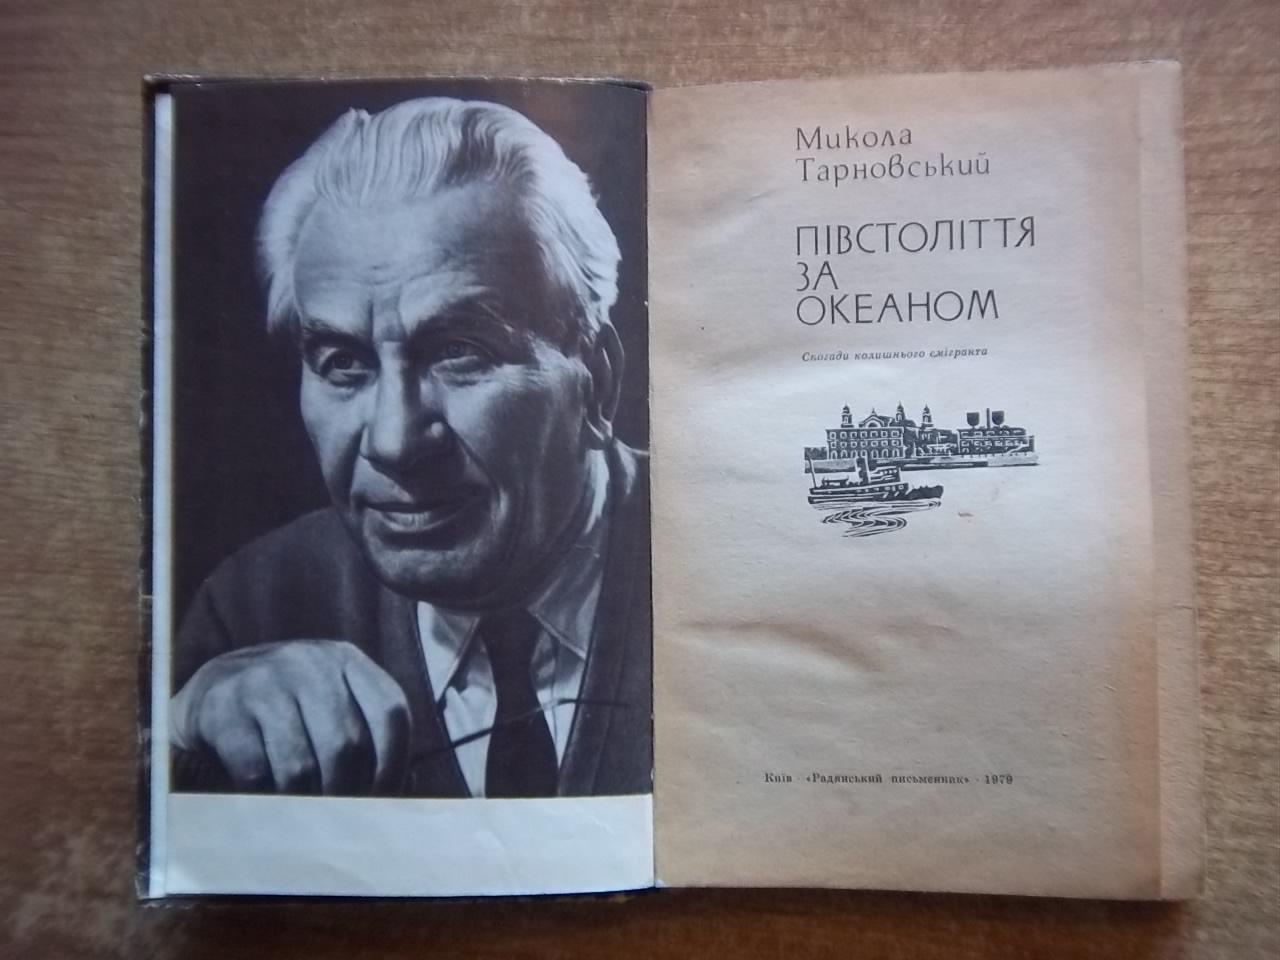 Микола
Тарновський
ПІВСТОЛІТТЯ
ЗА
ОКЕАНОМ
Спогади колишнього емігранта
Київ · «Радянський письменник» · 1979